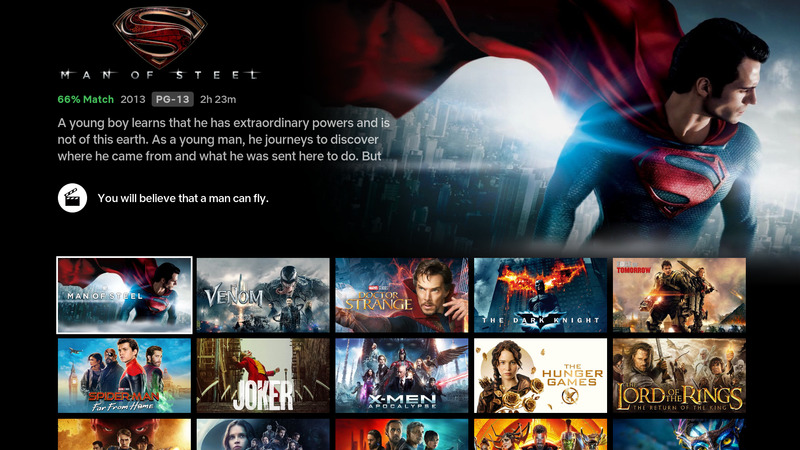 MAN OF STEEL
66% Match 2013 PG-13 2h 23m
A young boy learns that he has extraordinary powers and is
not of this earth. As a young man, he journeys to discover
where he came from and what he was sent here to do. But
You will believe that a man can fly.
MAN OF STEEL
VENOM
DOCTOR
STRANGE
THE DARK KNIGHT
TOMORROW
SPIDER-MAN
Far From Home
JOKER
X-MEN
APOCALYPSE
THE
HUNGER
GAMES
THE
LORD OF THE RINGS
THE RETURN OF THE KING